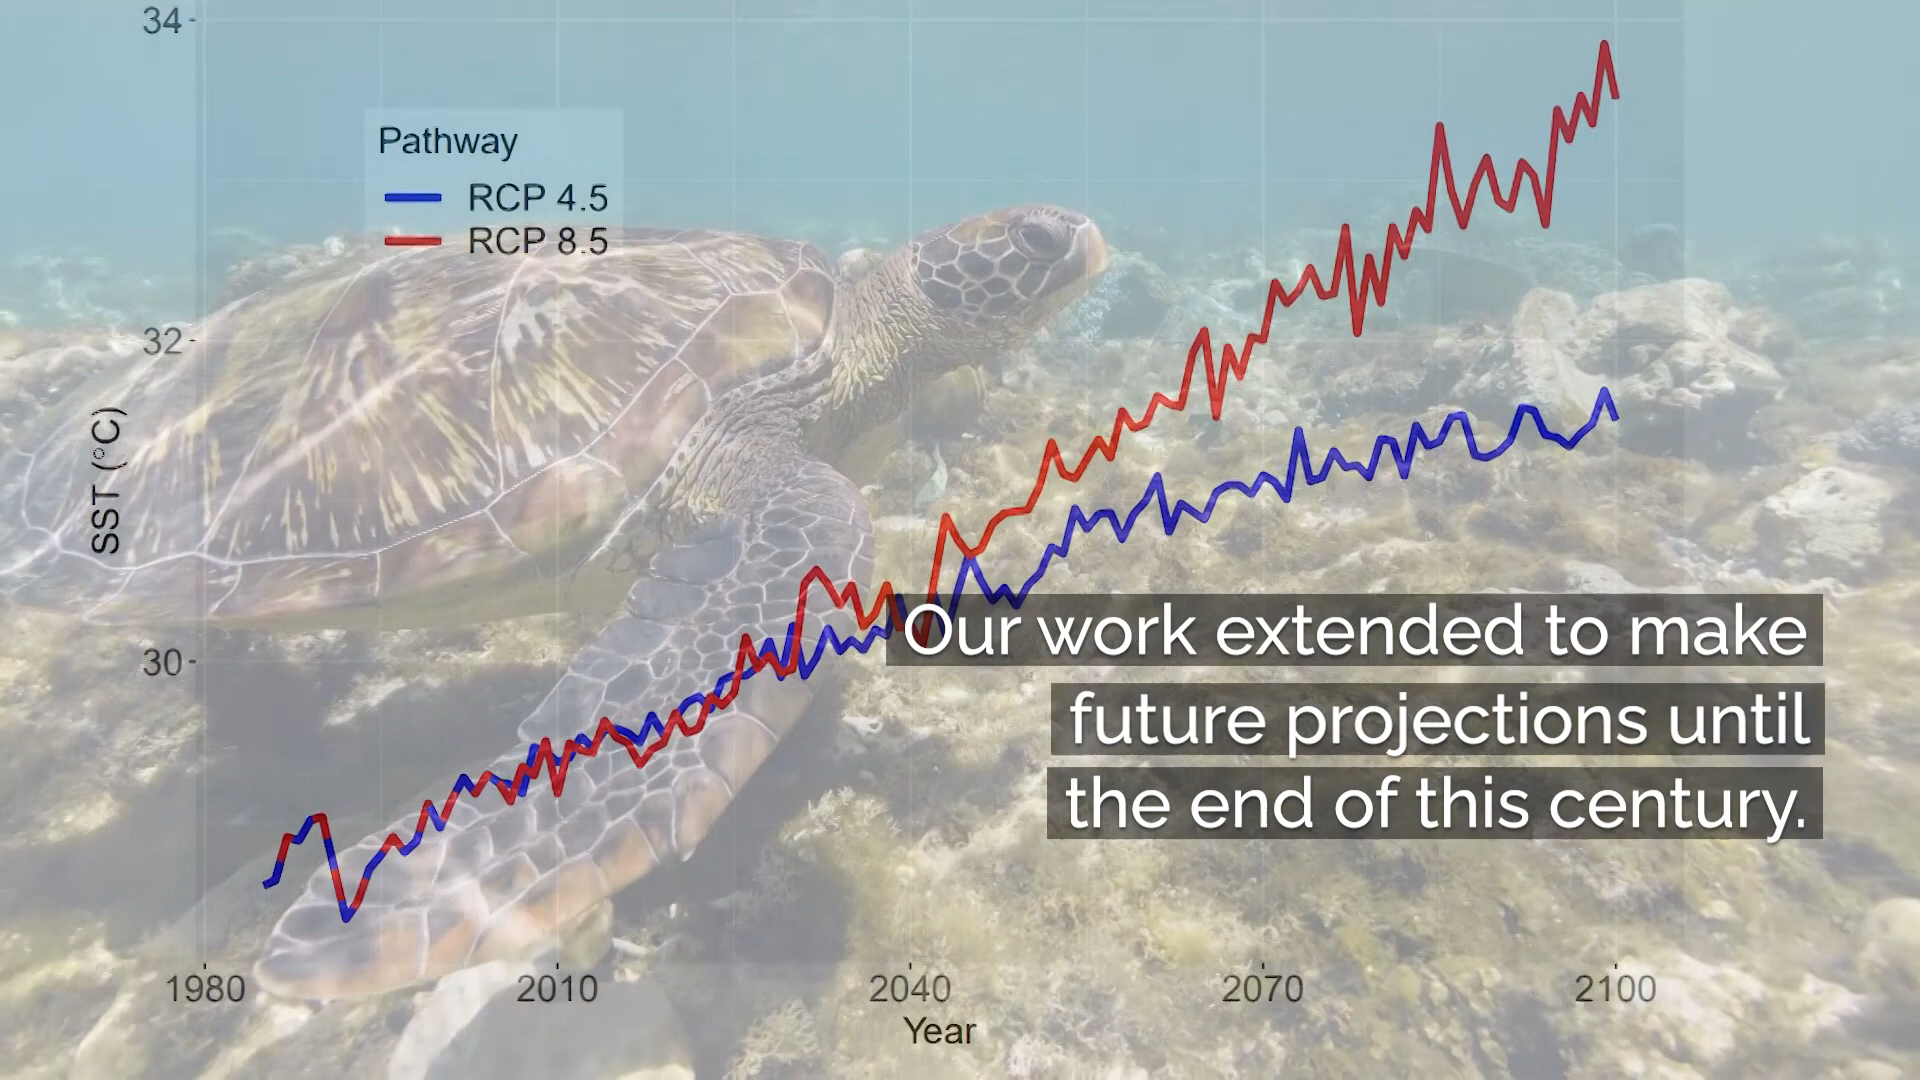 34
Pathway
RCP 4.5
RCP 8.5
32
SST (°C)
30
Our work extended to make
future projections until
the end of this century.
1980 2010 2040 2070 2100
Year